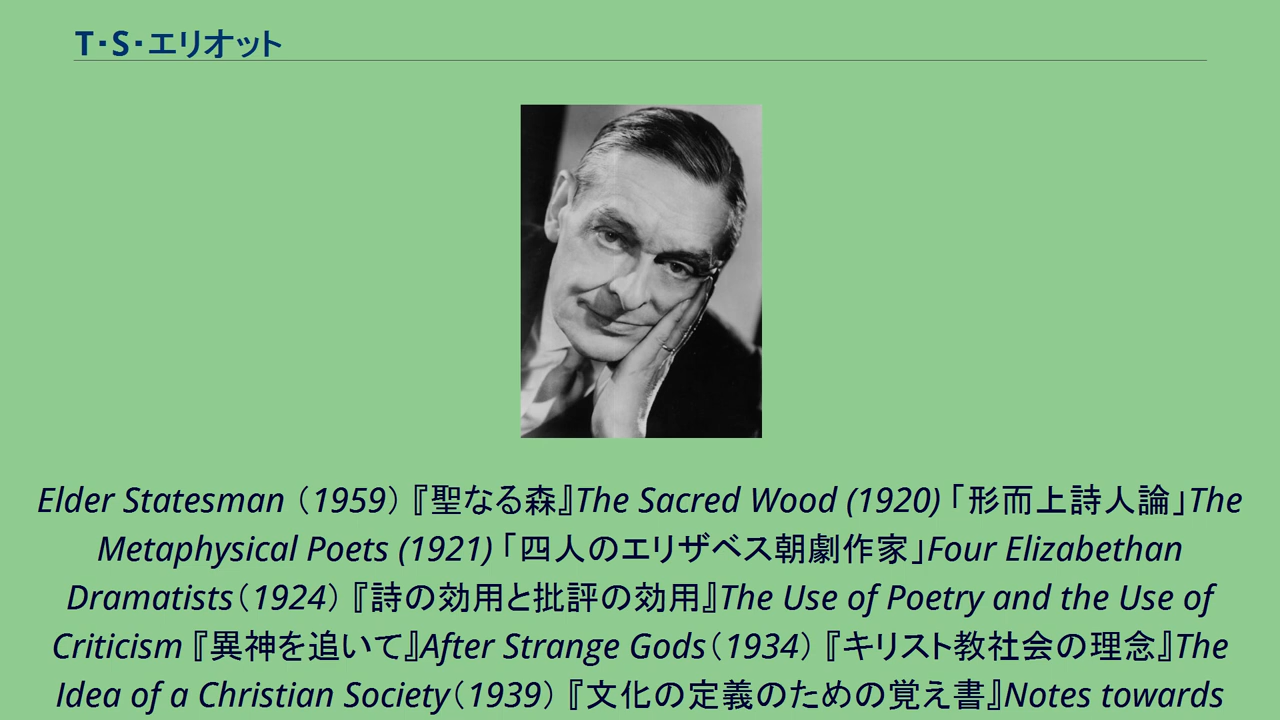 T・S・エリオット
Elder Statesman（1959）『聖なる森』The Sacred Wood (1920)「形而上詩人論」The
Metaphysical Poets (1921)「四人のエリザベス朝劇作家」Four Elizabethan
Dramatists（1924）『詩の効用と批評の効用』The Use of Poetry and the Use of
Criticism『異神を追いて』After Strange Gods（1934）『キリスト教社会の理念』The
Idea of a Christian Society（1939）『文化の定義のための覚え書』Notes towards